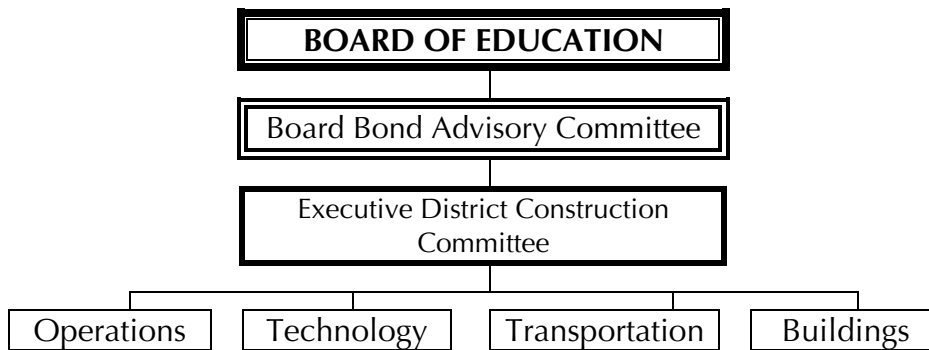 BOARD OF EDUCATION
Board Bond Advisory Committee
Executive District Construction
Committee
Operations
Technology
Transportation
Buildings